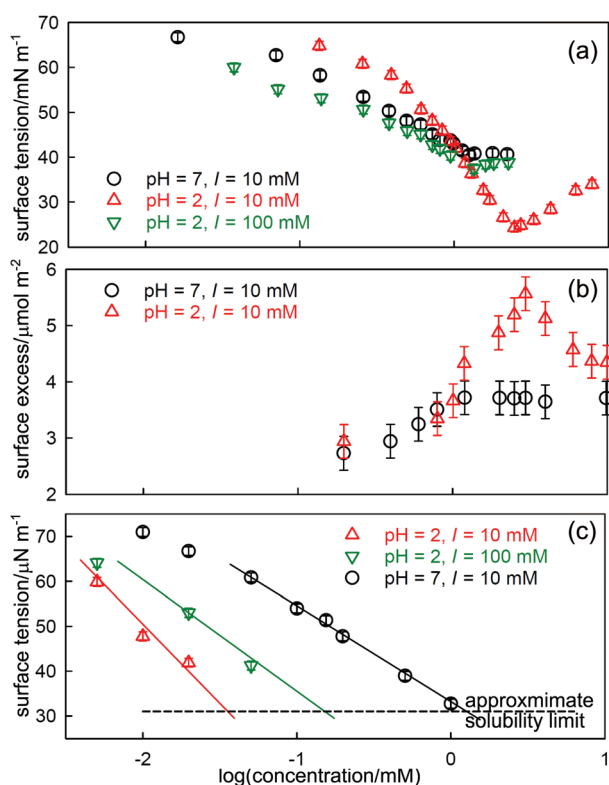 70
60
50
40
30
20
surface tension/mN m-1
(a)
pH = 7, I = 10 mM
pH = 2, I = 10 mM
pH = 2, I = 100 mM
6
5
4
3
2
surface excess/μmol m-2
(b)
pH = 7, I = 10 mM
pH = 2, I = 10 mM
70
60
50
40
30
surface tension/μN m-1
(c)
pH = 2, I = 10 mM
pH = 2, I = 100 mM
pH = 7, I = 10 mM
approxmimate
solubility limit
-2 -1 0 1
log(concentration/mM)